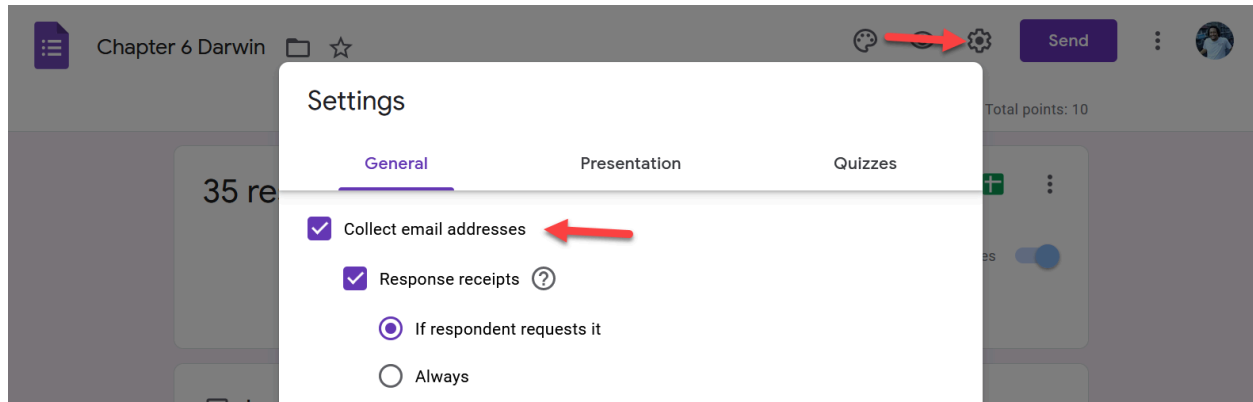 Chapter 6 Darwin
Send
Total points: 10
Settings
General Presentation Quizzes
35 re
Collect email addresses
es
Response receipts ?
If respondent requests it
Always